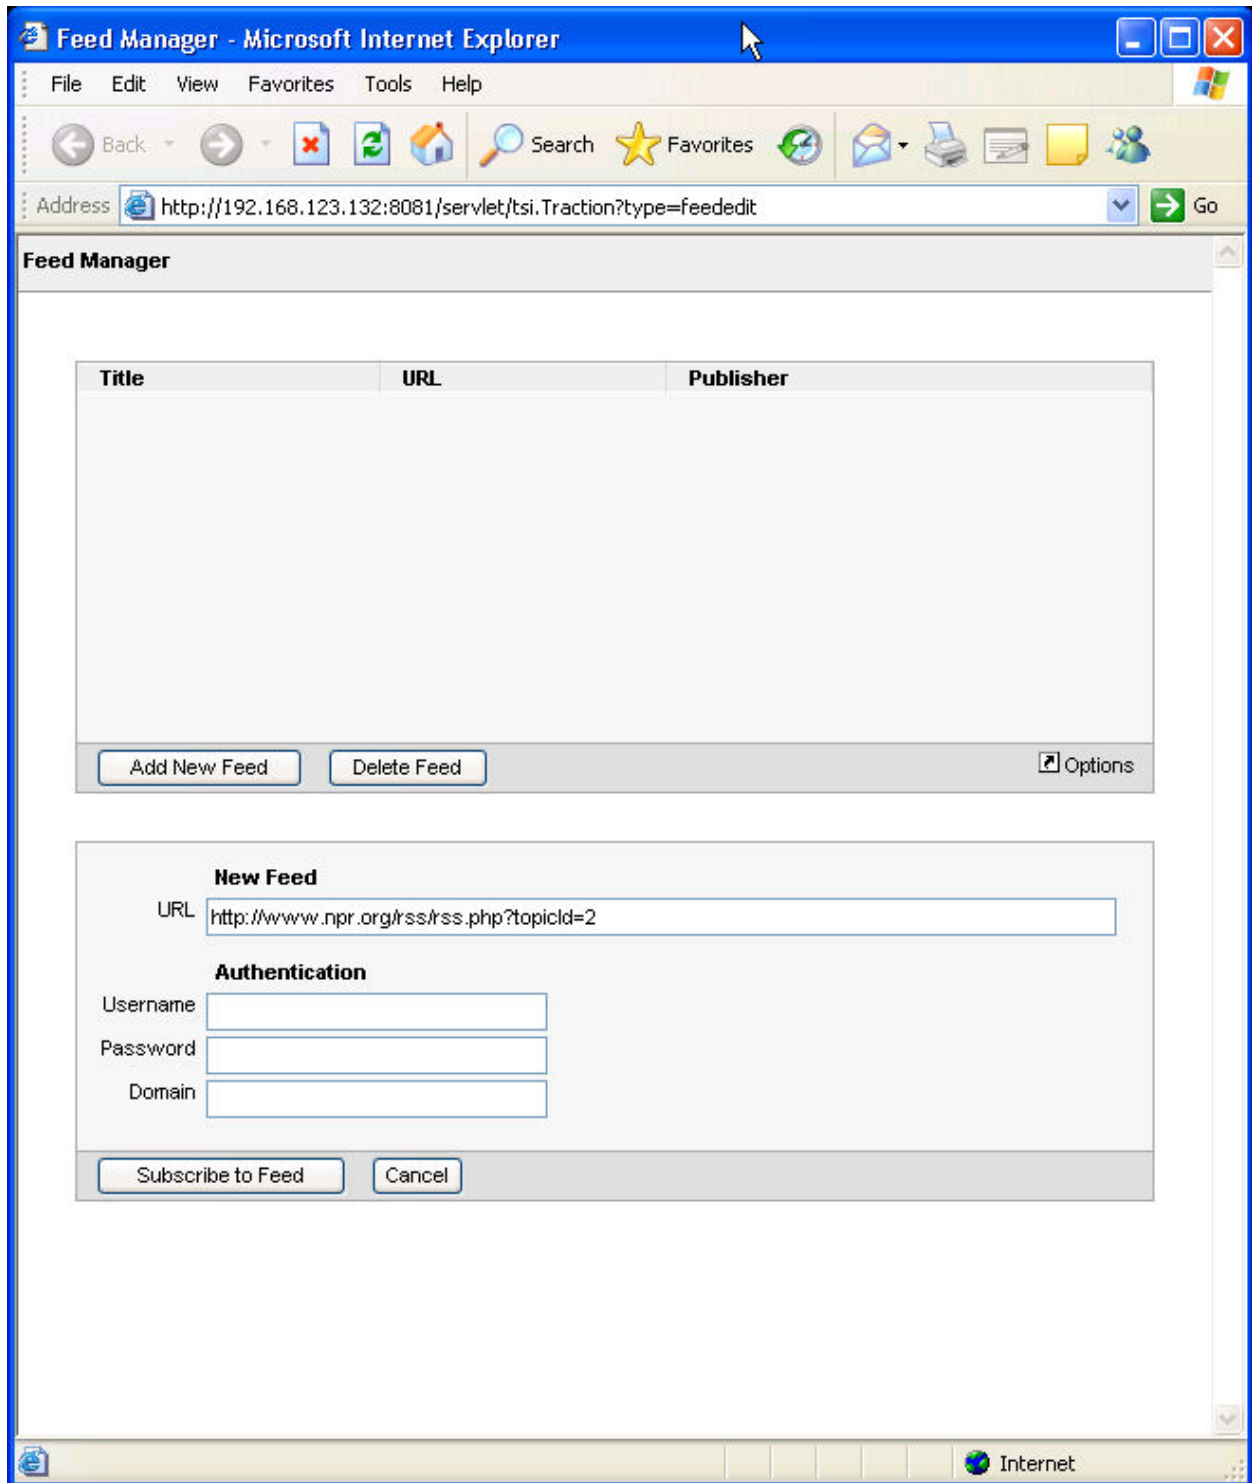 Feed Manager - Microsoft Internet Explorer
File Edit View Favorites Tools Help
Back Search Favorites
Address http://192.168.123.132:8081/servlet/tsi.Traction?type=feededit Go
Feed Manager
Title URL Publisher
Add New Feed Delete Feed Options
New Feed
URL http://www.npr.org/rss/rss.php?topicId=2
Authentication
Username
Password
Domain
Subscribe to Feed Cancel
Internet